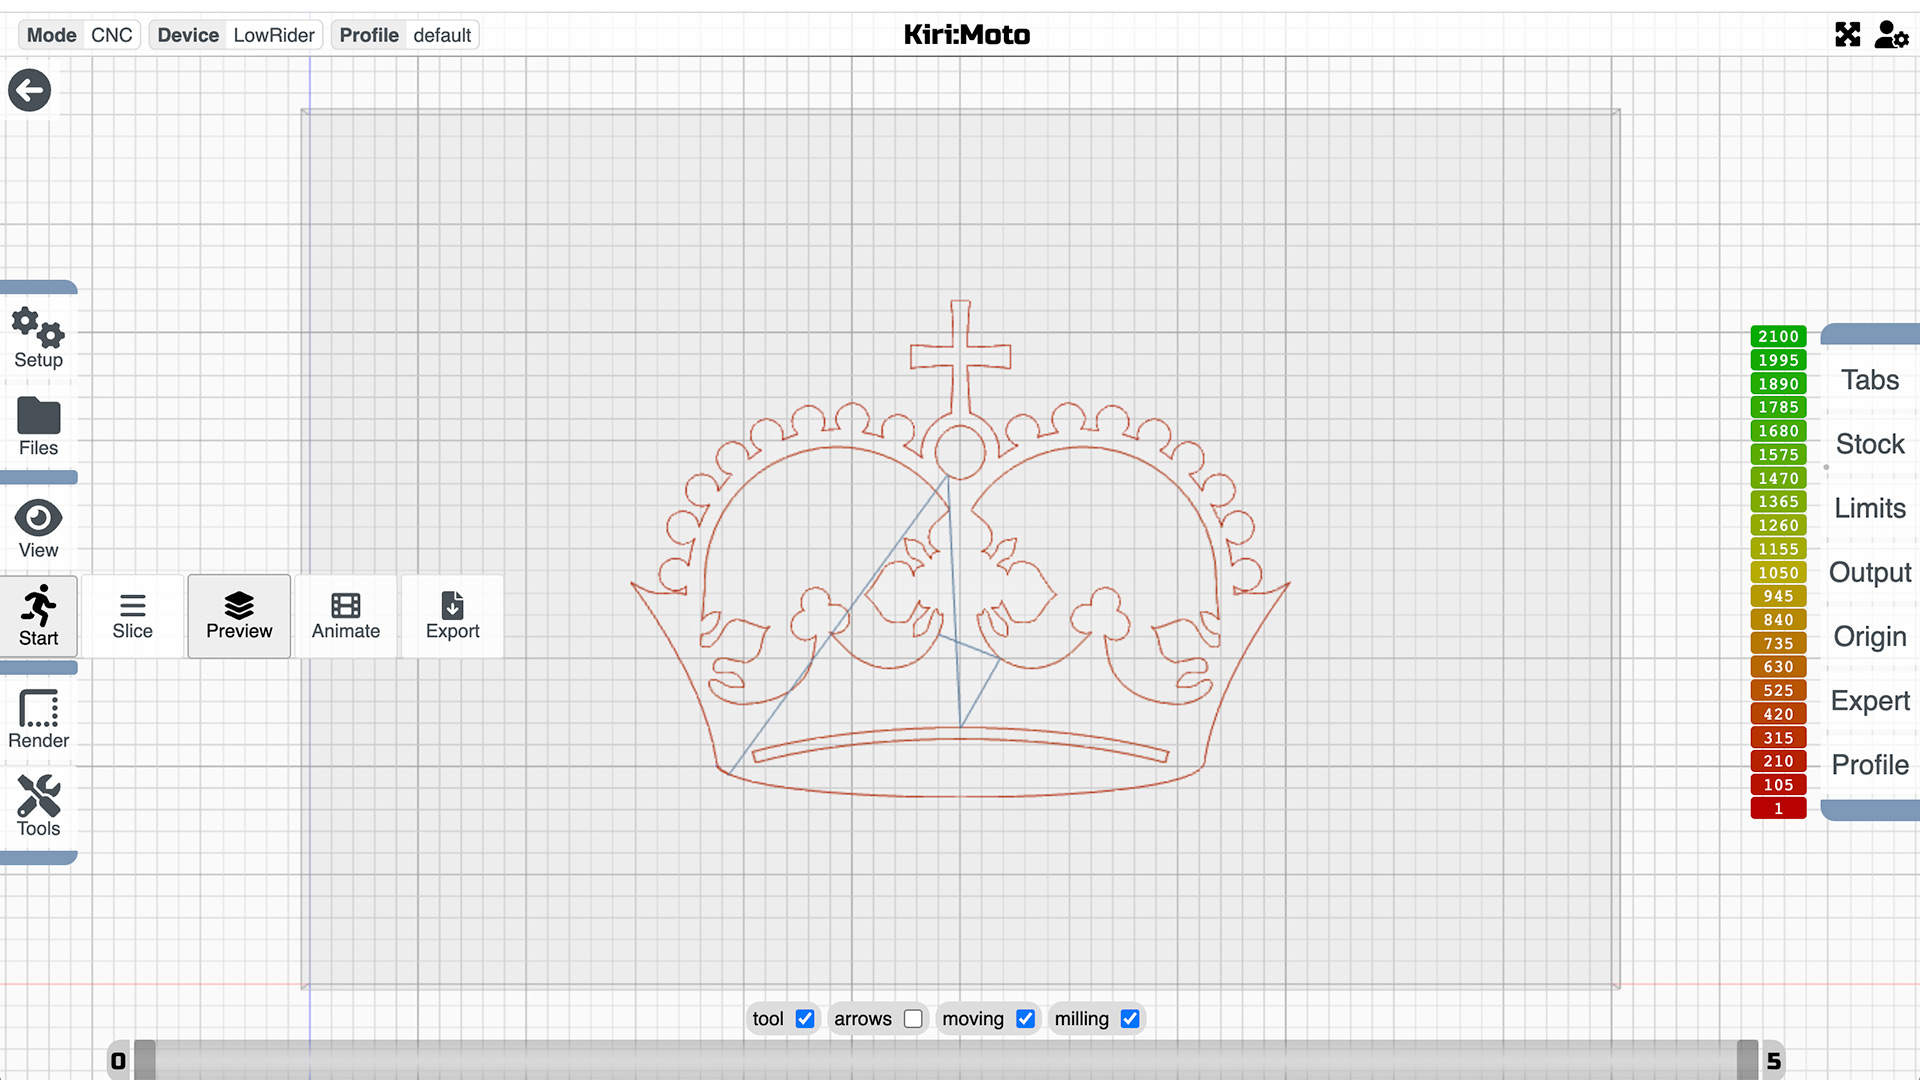 Mode CNC Device LowRider Profile default Kiri:Moto
Setup
Files
View
Start Slice Preview Animate Export
Render
Tools
2100
1995
1890
1785
1680
1575
1470
1365
1260
1155
1050
945
840
735
630
525
420
315
210
105
1
Tabs
Stock
Limits
Output
Origin
Expert
Profile
tool arrows moving milling
0 5